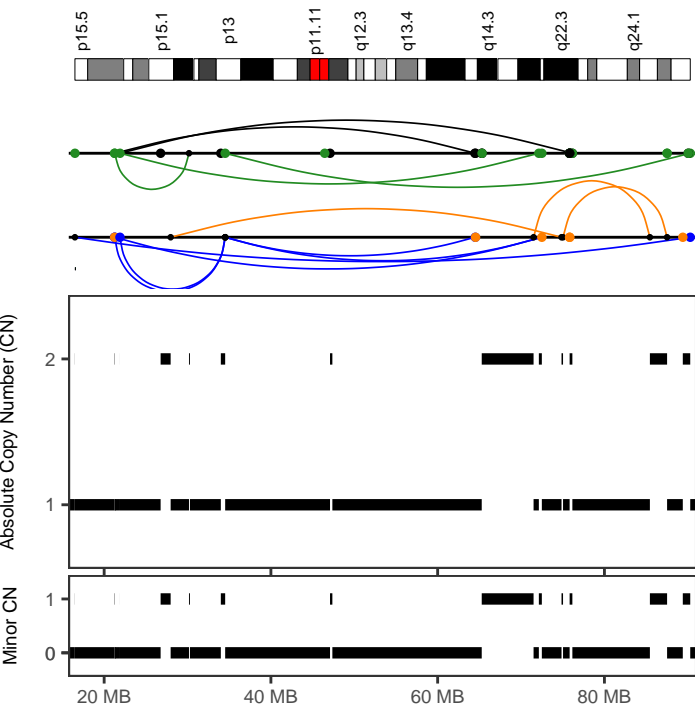 p15.5 p15.1 p13 p11.11 q12.3 q13.4 q14.3 q22.3 q24.1
Absolute Copy Number (CN)
2
1
Minor CN
1
0
20 MB 40 MB 60 MB 80 MB